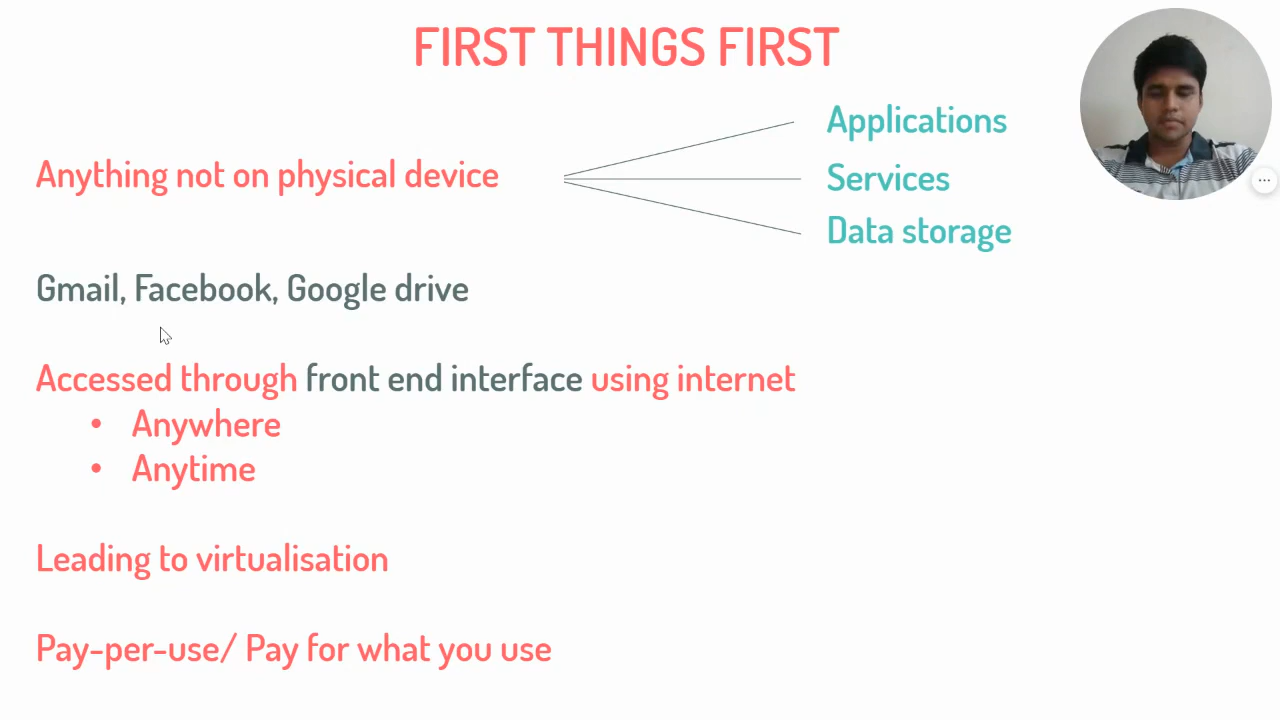 FIRST THINGS FIRST
Applications
Anything not on physical device
Services
Data storage
Gmail, Facebook, Google drive
Accessed through front end interface using internet
• Anywhere
• Anytime
Leading to virtualisation
Pay-per-use/ Pay for what you use